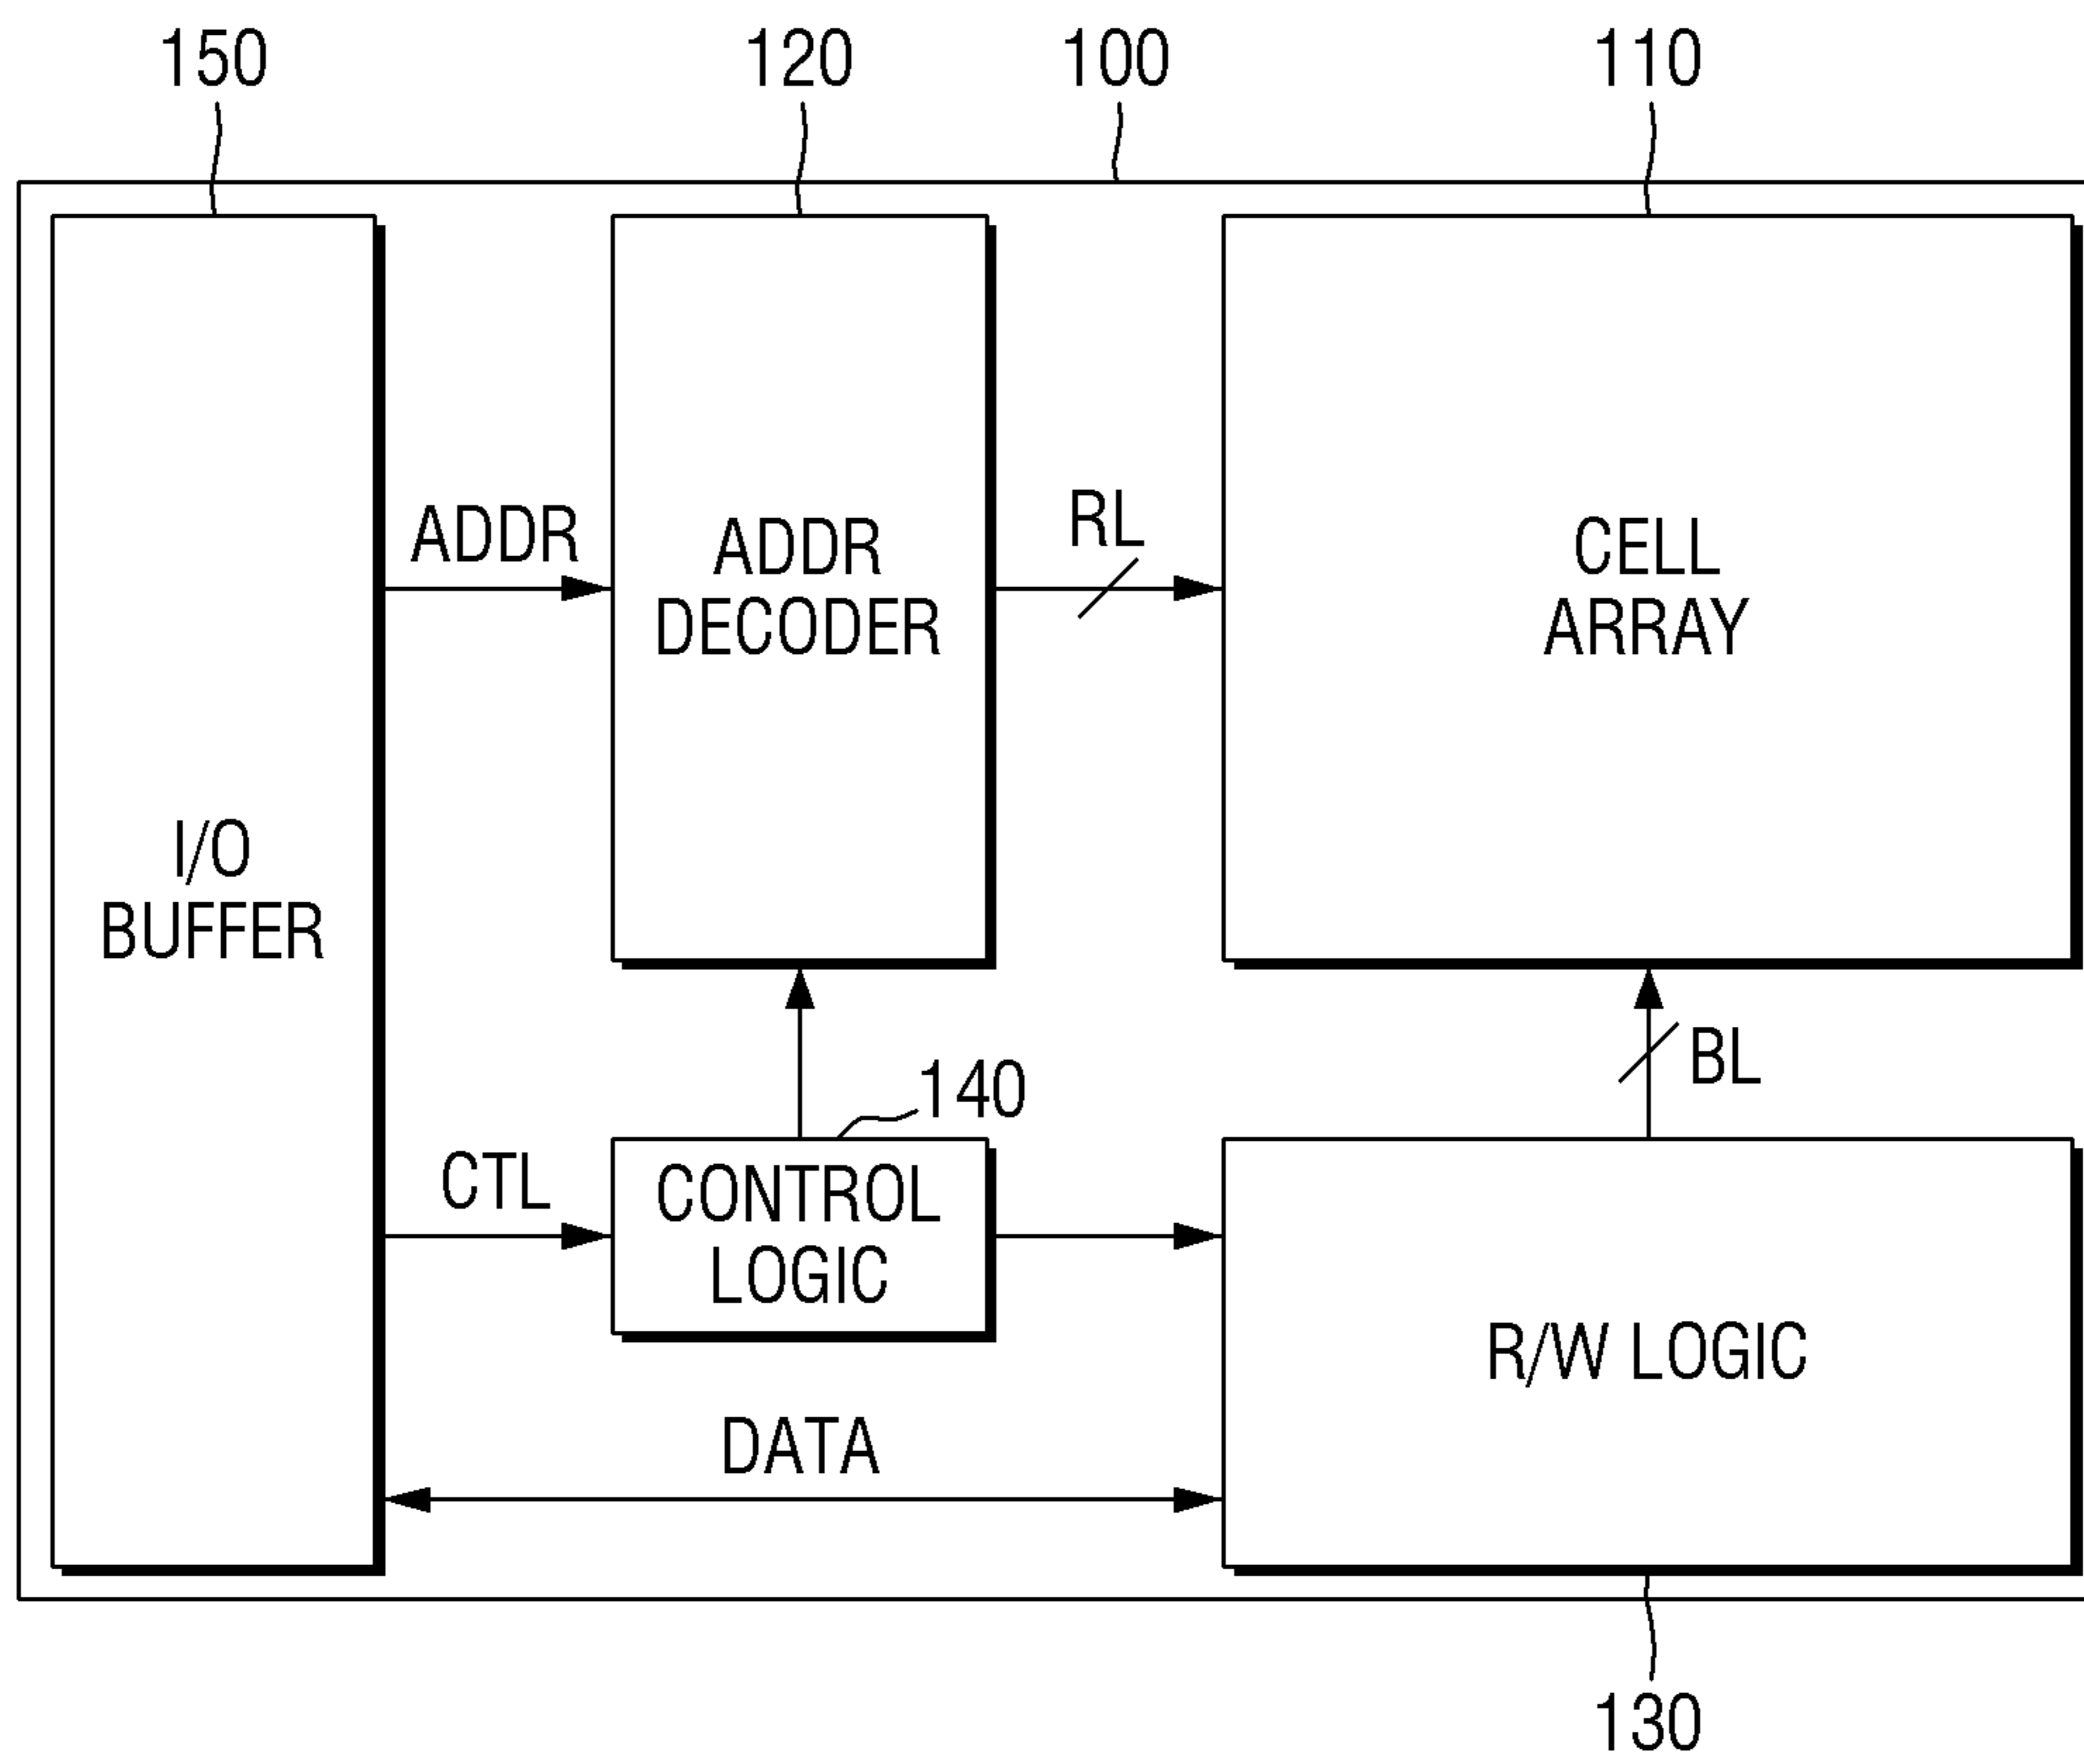 150
120
100
110
ADDR
ADDR
DECODER
RL
CELL
ARRAY
I/O
BUFFER
140
BL
CTL
CONTROL
LOGIC
R/W LOGIC
DATA
130